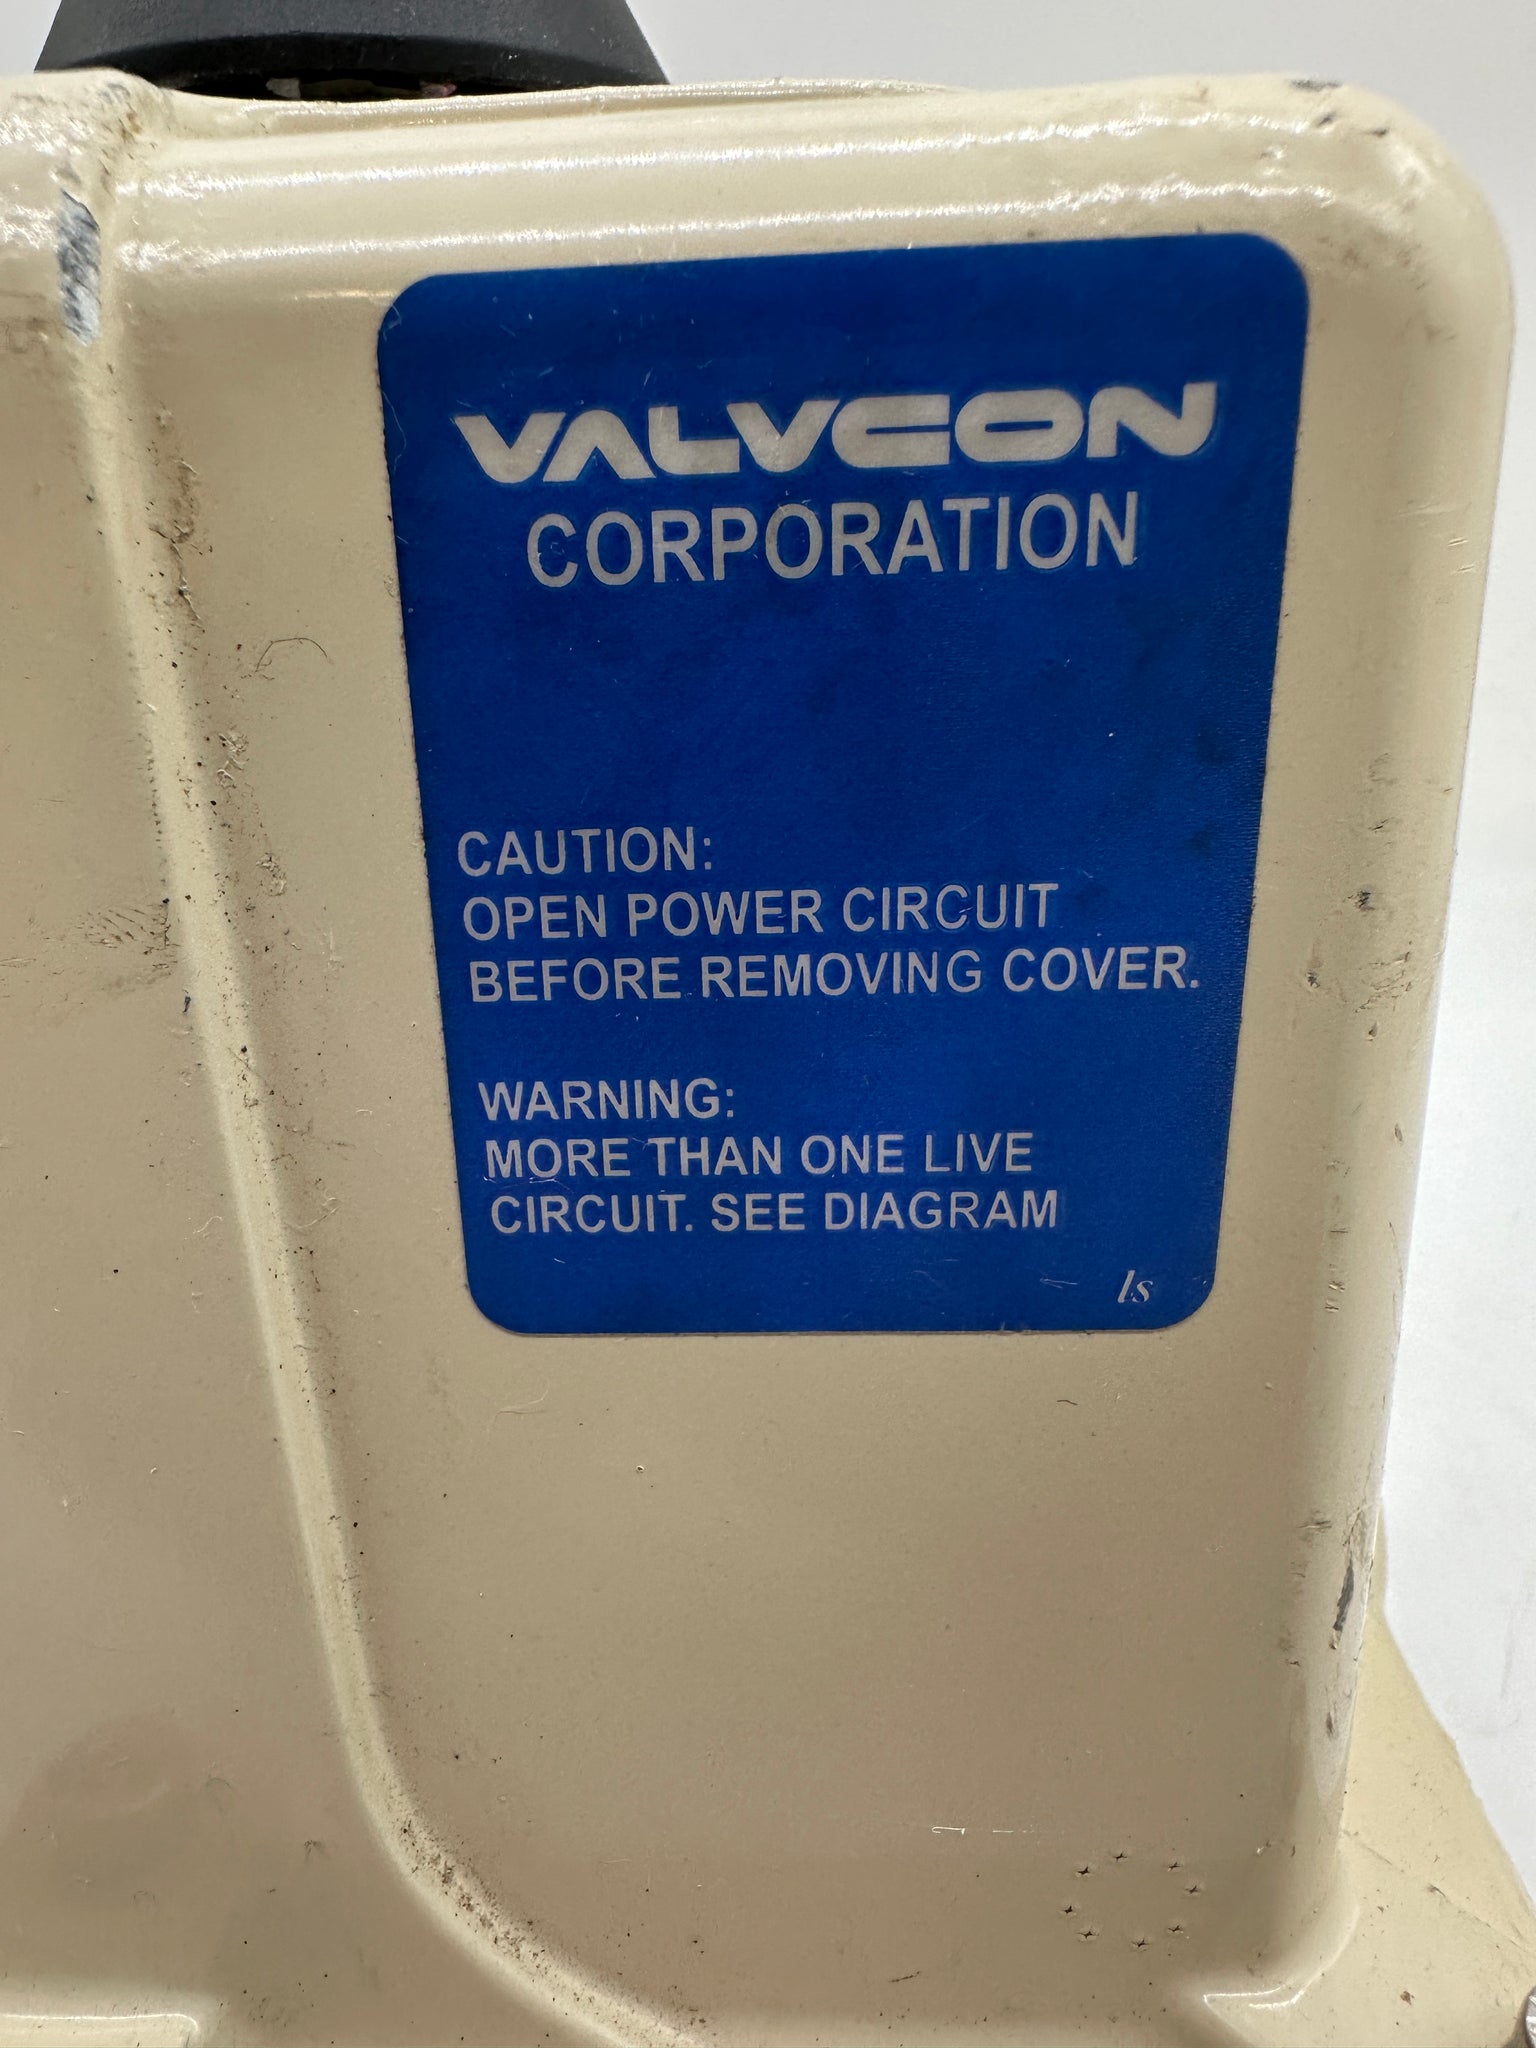 VALVCON
CORPORATION
CAUTION:
OPEN POWER CIRCUIT
BEFORE REMOVING COVER.
WARNING:
MORE THAN ONE LIVE
CIRCUIT. SEE DIAGRAM
ls